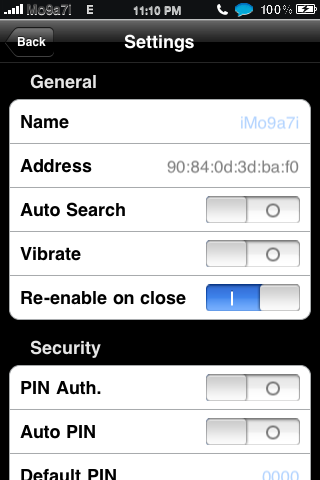 Mo9a7i E 11:10 PM 100%
Back Settings
General
Name iMo9a7i
Address 90:84:0d:3d:ba:f0
Auto Search
Vibrate
Re-enable on close
Security
PIN Auth.
Auto PIN
Default PIN 0000